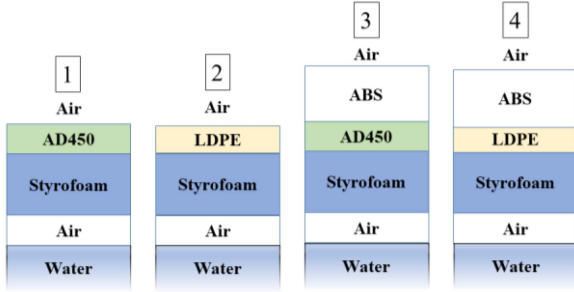 1
Air
AD450
Styrofoam
Air
Water
2
Air
LDPE
Styrofoam
Air
Water
3
Air
ABS
AD450
Styrofoam
Air
Water
4
Air
ABS
LDPE
Styrofoam
Air
Water